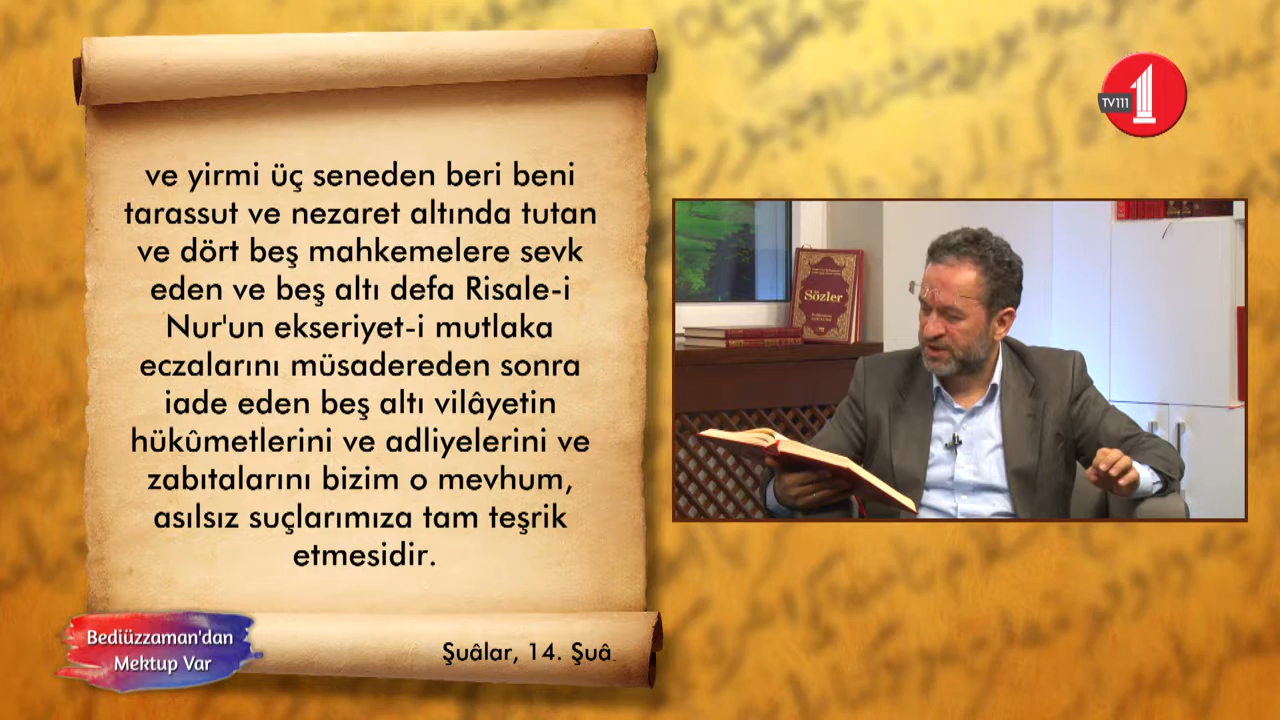 ve yirmi üç seneden beri beni
tarassut ve nezaret altında tutan
ve dört beş mahkemelere sevk
eden ve beş altı defa Risale-i
Nur'un ekseriyet-i mutlaka
eczalarını müsadereden sonra
iade eden beş altı vilâyetin
hükûmetlerini ve adliyelerini ve
zabıtalarını bizim o mevhum,
asılsız suçlarımıza tam teşrik
etmesidir.
Şuâlar, 14. Şuâ
Bediüzzaman'dan
Mektup Var
TV111
1
Sözler